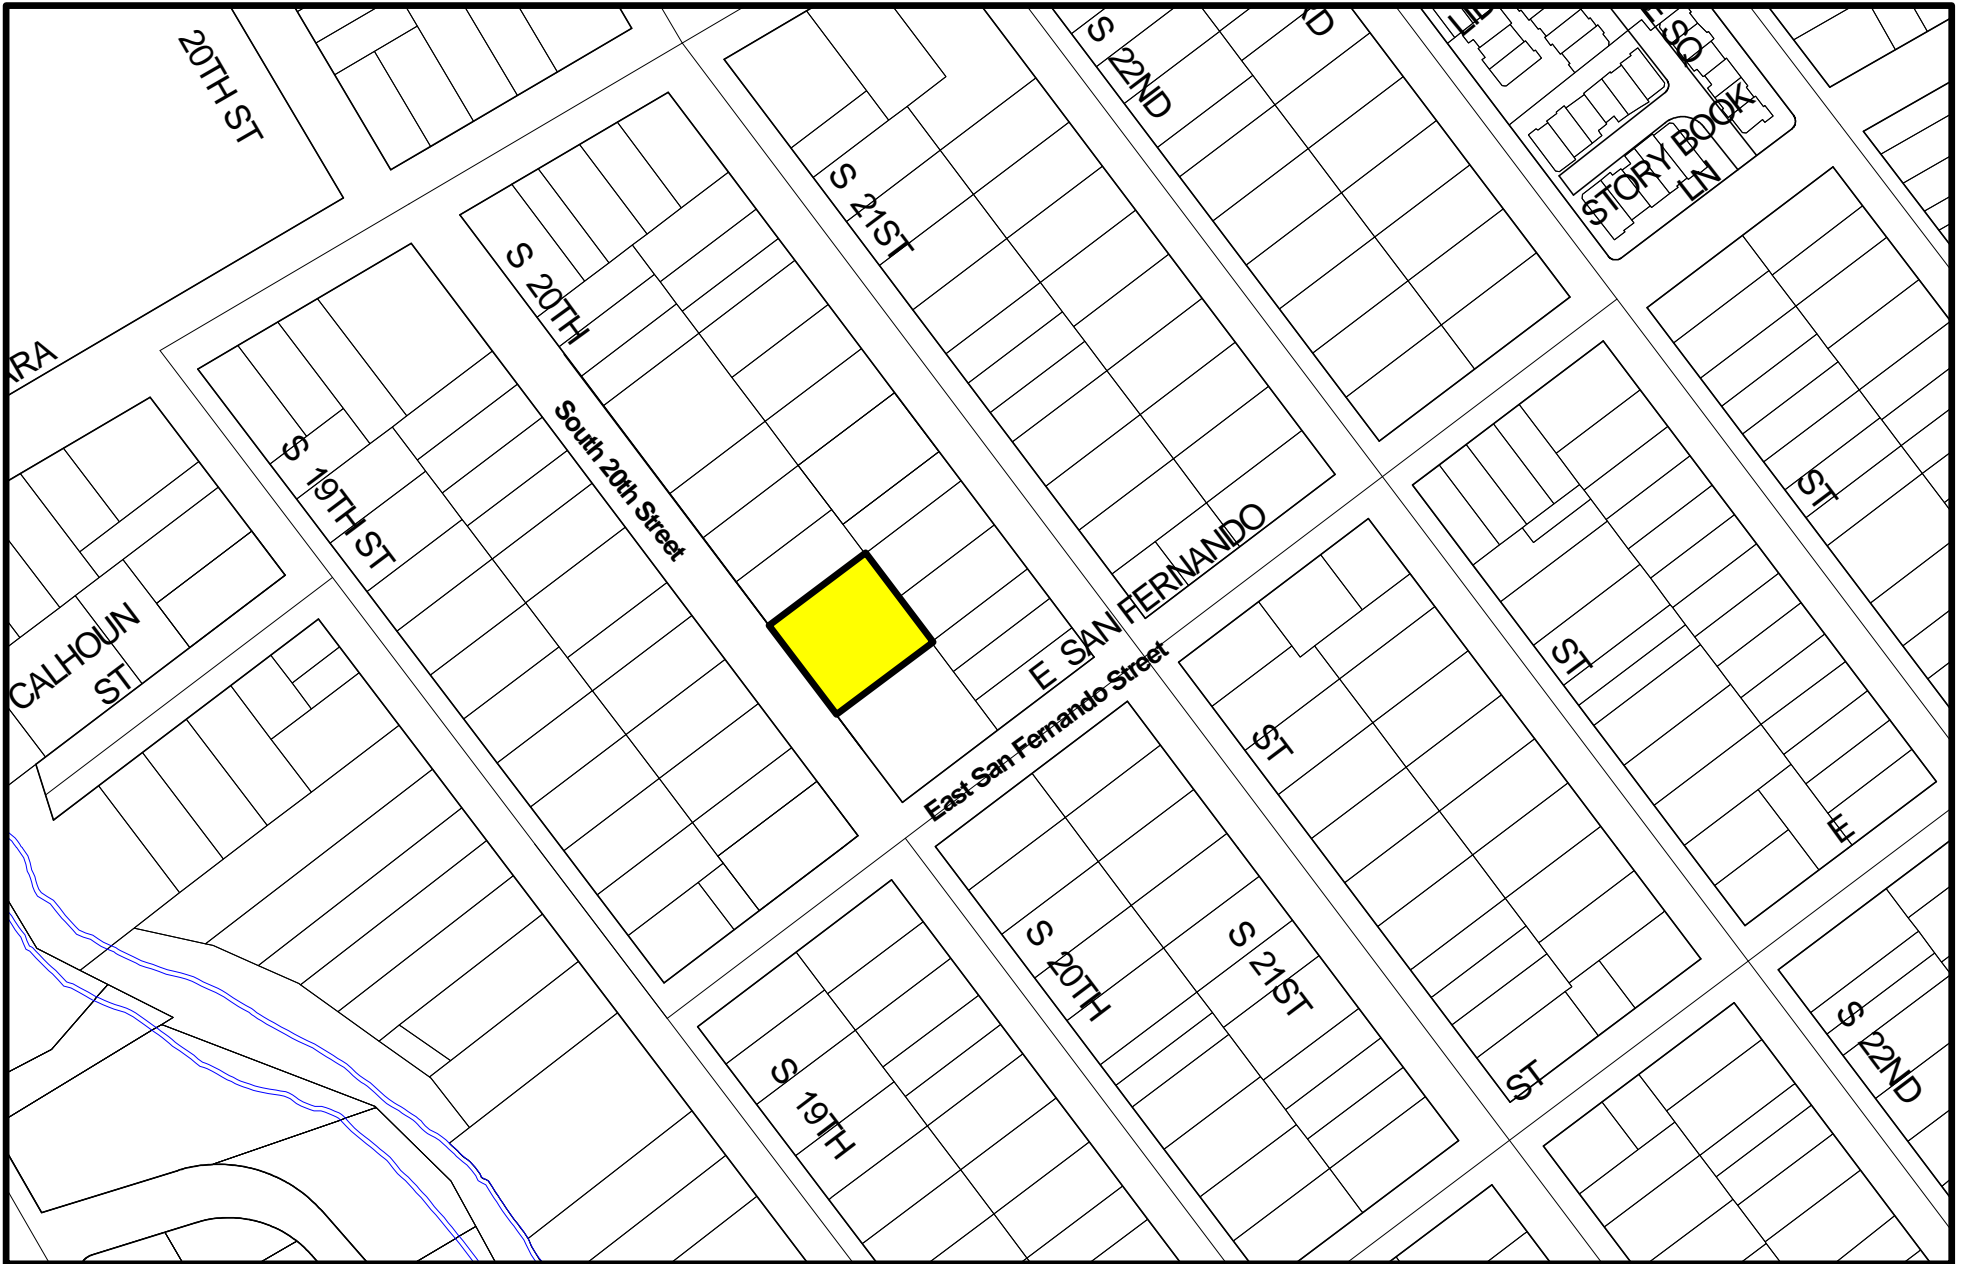 20TH ST
S 22ND
SQ
STORY BOOK
LN
S 21ST
S 20TH
S 19TH ST
South 20th Street
ST
E SAN FERNANDO
East San Fernando Street
CALHOUN
ST
ST
ST
E
S 20TH
S 21ST
S 22ND
S 19TH
ST